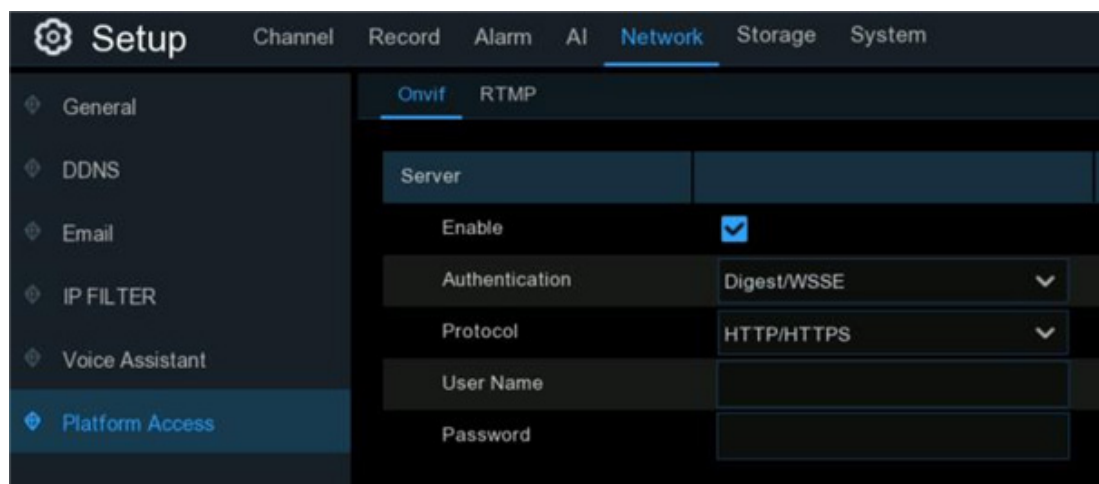 Setup Channel Record Alarm AI Network Storage System
General
DDNS
Email
IP FILTER
Voice Assistant
Platform Access
Onvif RTMP
Server
Enable
Authentication Digest/WSSE
Protocol HTTP/HTTPS
User Name
Password